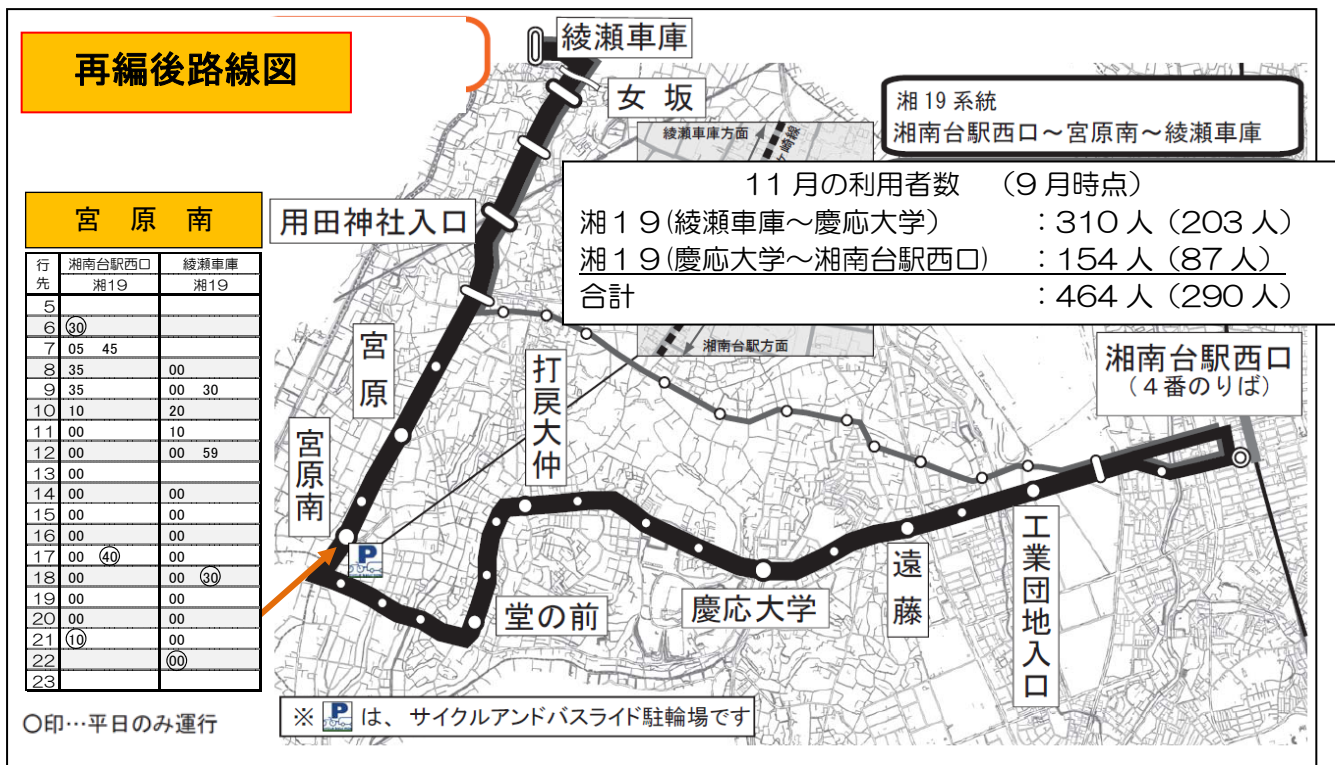 再編後路線図
綾瀬車庫
女坂
湘19系統
湘南台駅西口～宮原南～綾瀬車庫
綾瀬車庫方面
ケ崎線
11月の利用者数　（9月時点）
湘１９(綾瀬車庫～慶応大学)　：310人（203人）
湘１９(慶応大学～湘南台駅西口)　：154人（87人）
合計　：464人（290人）
用田神社入口
宮原南
行先　湘南台駅西口　綾瀬車庫
湘19　湘19
5
6　㉚
7　05　45
8　35　00
9　35　00　30
10　10　20
11　00　10
12　00　00　59
13　00
14　00　00
15　00　00
16　00　00
17　00　㊵　00
18　00　00　㉚
19　00　00
20　00　00
21　⑩　00
22　(00)
23
〇印…平日のみ運行
宮原
宮原南
P
湘南台駅方面
打戻大仲
湘南台駅西口
（４番のりば）
堂の前
慶応大学
遠藤
工業団地入口
※ P は、サイクルアンドバスライド駐輪場です